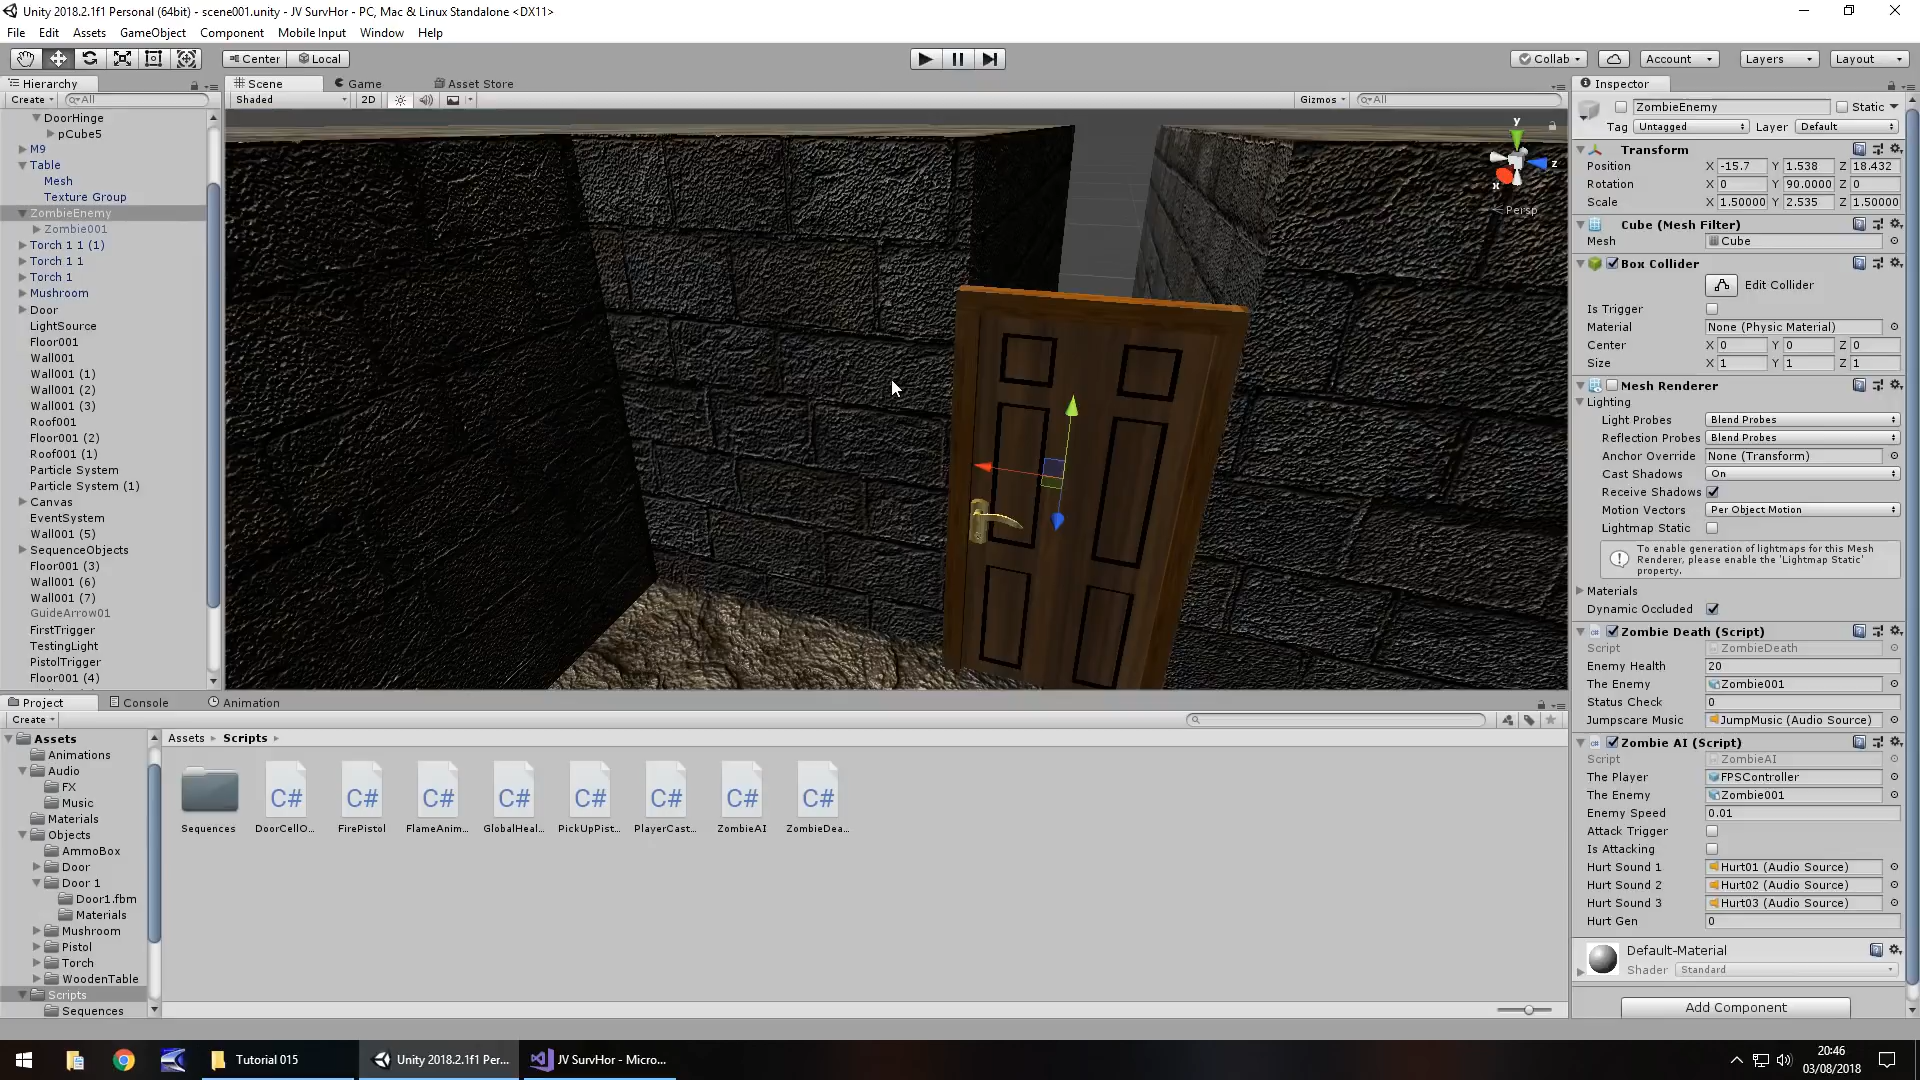 Unity 2018.2.1f1 Personal (64bit) - scene001.unity - JV SurvHor - PC, Mac & Linux Standalone <DX11>
File Edit Assets GameObject Component Mobile Input Window Help
Center Local
Collab Account Layers Layout
Hierarchy
Create All
DoorHinge
pCube5
M9
Table
Mesh
Texture Group
ZombieEnemy
Zombie001
Torch 1 1 (1)
Torch 1 1
Torch 1
Mushroom
Door
LightSource
Floor001
Wall001
Wall001 (1)
Wall001 (2)
Wall001 (3)
Roof001
Floor001 (2)
Roof001 (1)
Particle System
Particle System (1)
Canvas
EventSystem
Wall001 (5)
SequenceObjects
Floor001 (3)
Wall001 (6)
Wall001 (7)
GuideArrow01
FirstTrigger
TestingLight
PistolTrigger
Floor001 (4)
Scene Game Asset Store
Shaded 2D Gizmos All
y
z
x
Persp
Inspector
ZombieEnemy Static
Tag Untagged Layer Default
Transform
Position X -15.7 Y 1.538 Z 18.432
Rotation X 0 Y 90.0000 Z 0
Scale X 1.50000 Y 2.535 Z 1.50000
Cube (Mesh Filter)
Mesh Cube
Box Collider
Edit Collider
Is Trigger
Material None (Physic Material)
Center X 0 Y 0 Z 0
Size X 1 Y 1 Z 1
Mesh Renderer
Lighting
Light Probes Blend Probes
Reflection Probes Blend Probes
Anchor Override None (Transform)
Cast Shadows On
Receive Shadows
Motion Vectors Per Object Motion
Lightmap Static
To enable generation of lightmaps for this Mesh
Renderer, please enable the 'Lightmap Static'
property.
Materials
Dynamic Occluded
Zombie Death (Script)
Script ZombieDeath
Enemy Health 20
The Enemy Zombie001
Status Check 0
Jumpscare Music JumpMusic (Audio Source)
Zombie AI (Script)
Script ZombieAI
The Player FPSController
The Enemy Zombie001
Enemy Speed 0.01
Attack Trigger
Is Attacking
Hurt Sound 1 Hurt01 (Audio Source)
Hurt Sound 2 Hurt02 (Audio Source)
Hurt Sound 3 Hurt03 (Audio Source)
Hurt Gen 0
Default-Material
Shader Standard
Add Component
Project Console Animation
Create
Assets
Animations
Audio
FX
Music
Materials
Objects
AmmoBox
Door
Door 1
Door1.fbm
Materials
Mushroom
Pistol
Torch
WoodenTable
Scripts
Sequences
Assets Scripts
C# C# C# C# C# C# C# C#
Sequences DoorCellO... FirePistol FlameAnim... GlobalHeal... PickUpPist... PlayerCast... ZombieAI ZombieDea...
Tutorial 015 Unity 2018.2.1f1 Per... JV SurvHor - Micro...
20:46
03/08/2018